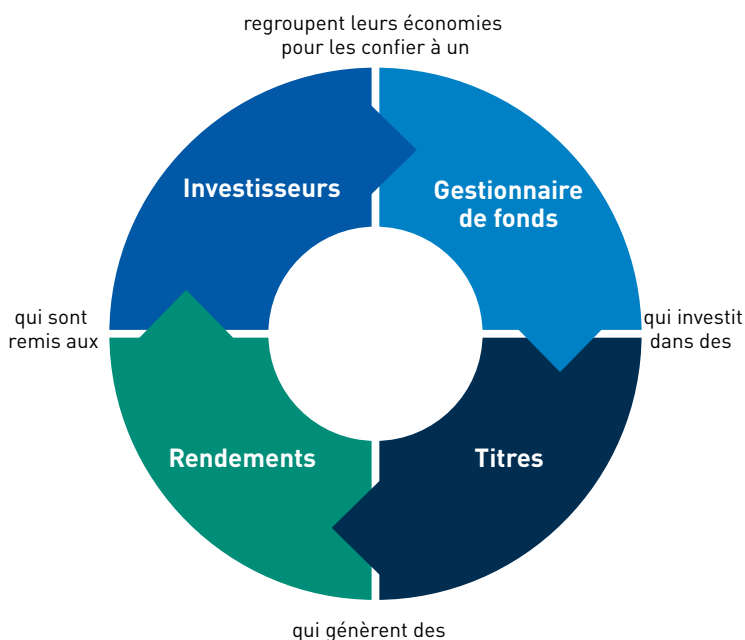 regroupent leurs économies
pour les confier à un
Investisseurs
Gestionnaire
de fonds
qui investit
dans des
Titres
qui génèrent des
Rendements
qui sont
remis aux